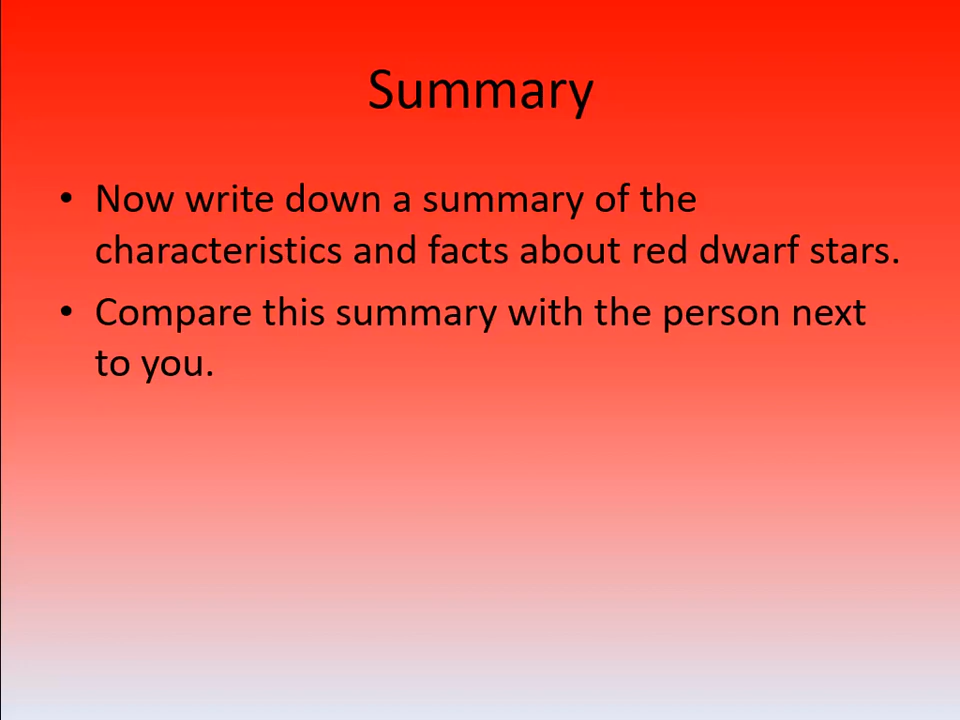 Summary
• Now write down a summary of the
characteristics and facts about red dwarf stars.
• Compare this summary with the person next
to you.